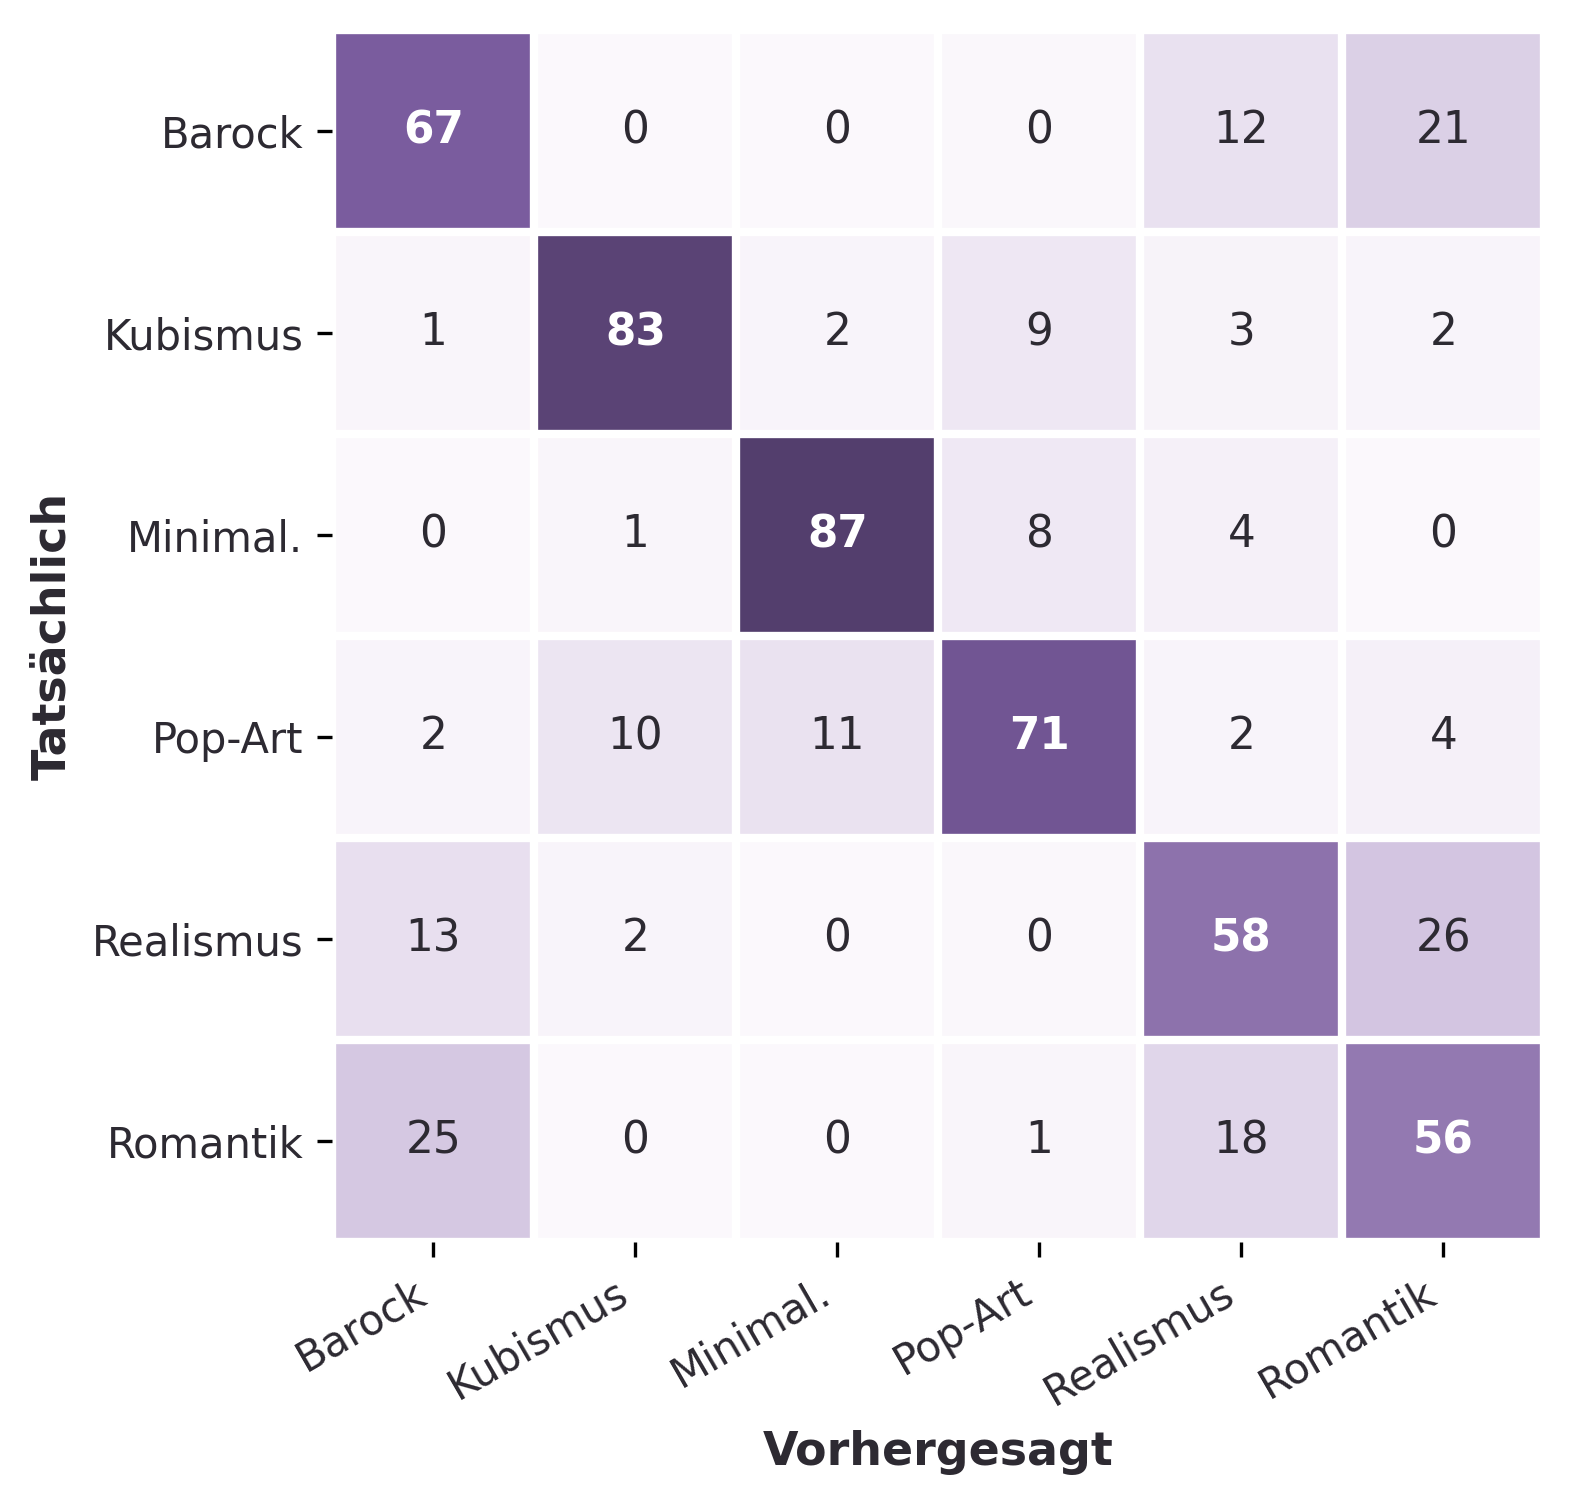 Barock 67 0 0 0 12 21
Kubismus 1 83 2 9 3 2
Minimal. 0 1 87 8 4 0
Pop-Art 2 10 11 71 2 4
Realismus 13 2 0 0 58 26
Romantik 25 0 0 1 18 56
Tatsächlich
Barock Kubismus Minimal. Pop-Art Realismus Romantik
Vorhergesagt